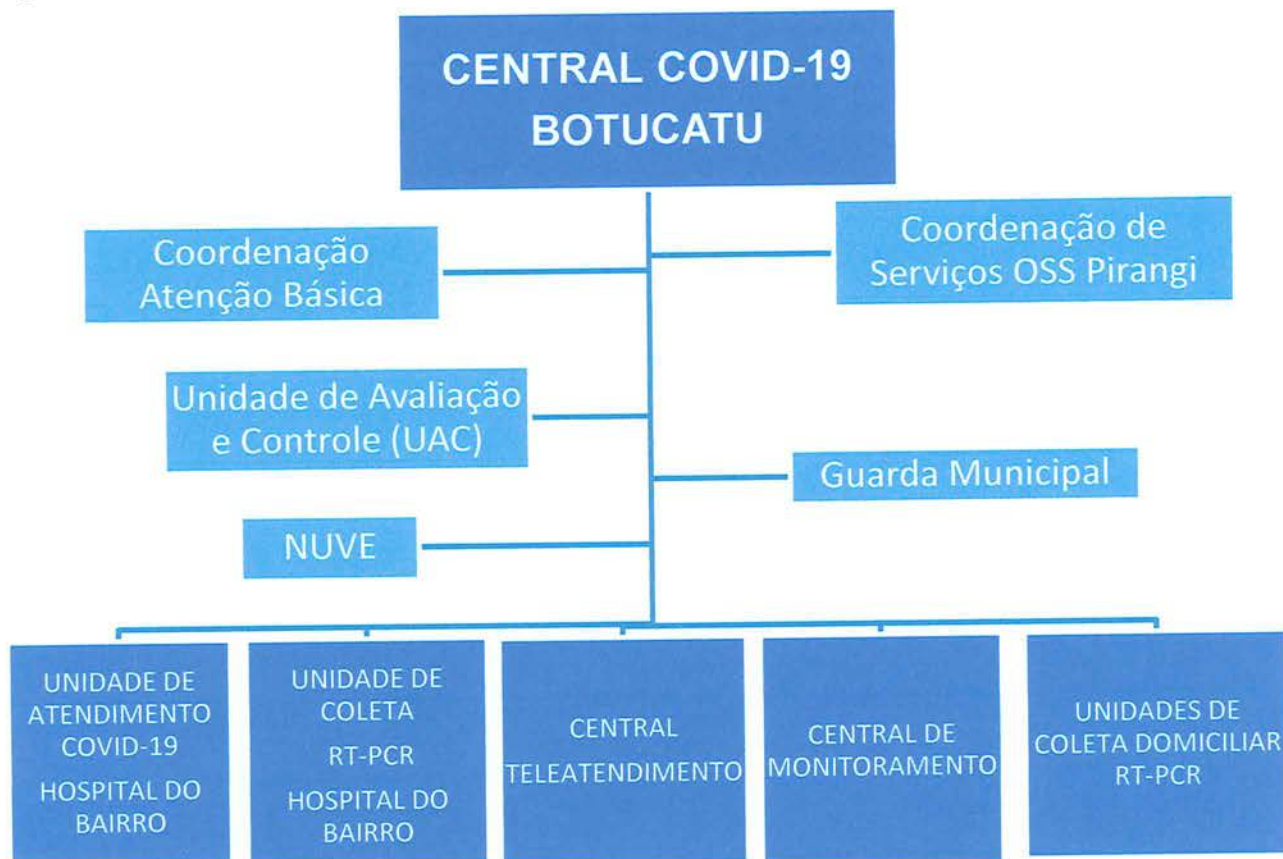 CENTRAL COVID-19
BOTUCATU
Coordenação
Atenção Básica
Coordenação de
Serviços OSS Pirangi
Unidade de Avaliação
e Controle (UAC)
Guarda Municipal
NUVE
UNIDADE DE
ATENDIMENTO
COVID-19
HOSPITAL DO
BAIRRO
UNIDADE DE
COLETA
RT-PCR
HOSPITAL DO
BAIRRO
CENTRAL
TELEATENDIMENTO
CENTRAL DE
MONITORAMENTO
UNIDADES DE
COLETA DOMICILIAR
RT-PCR